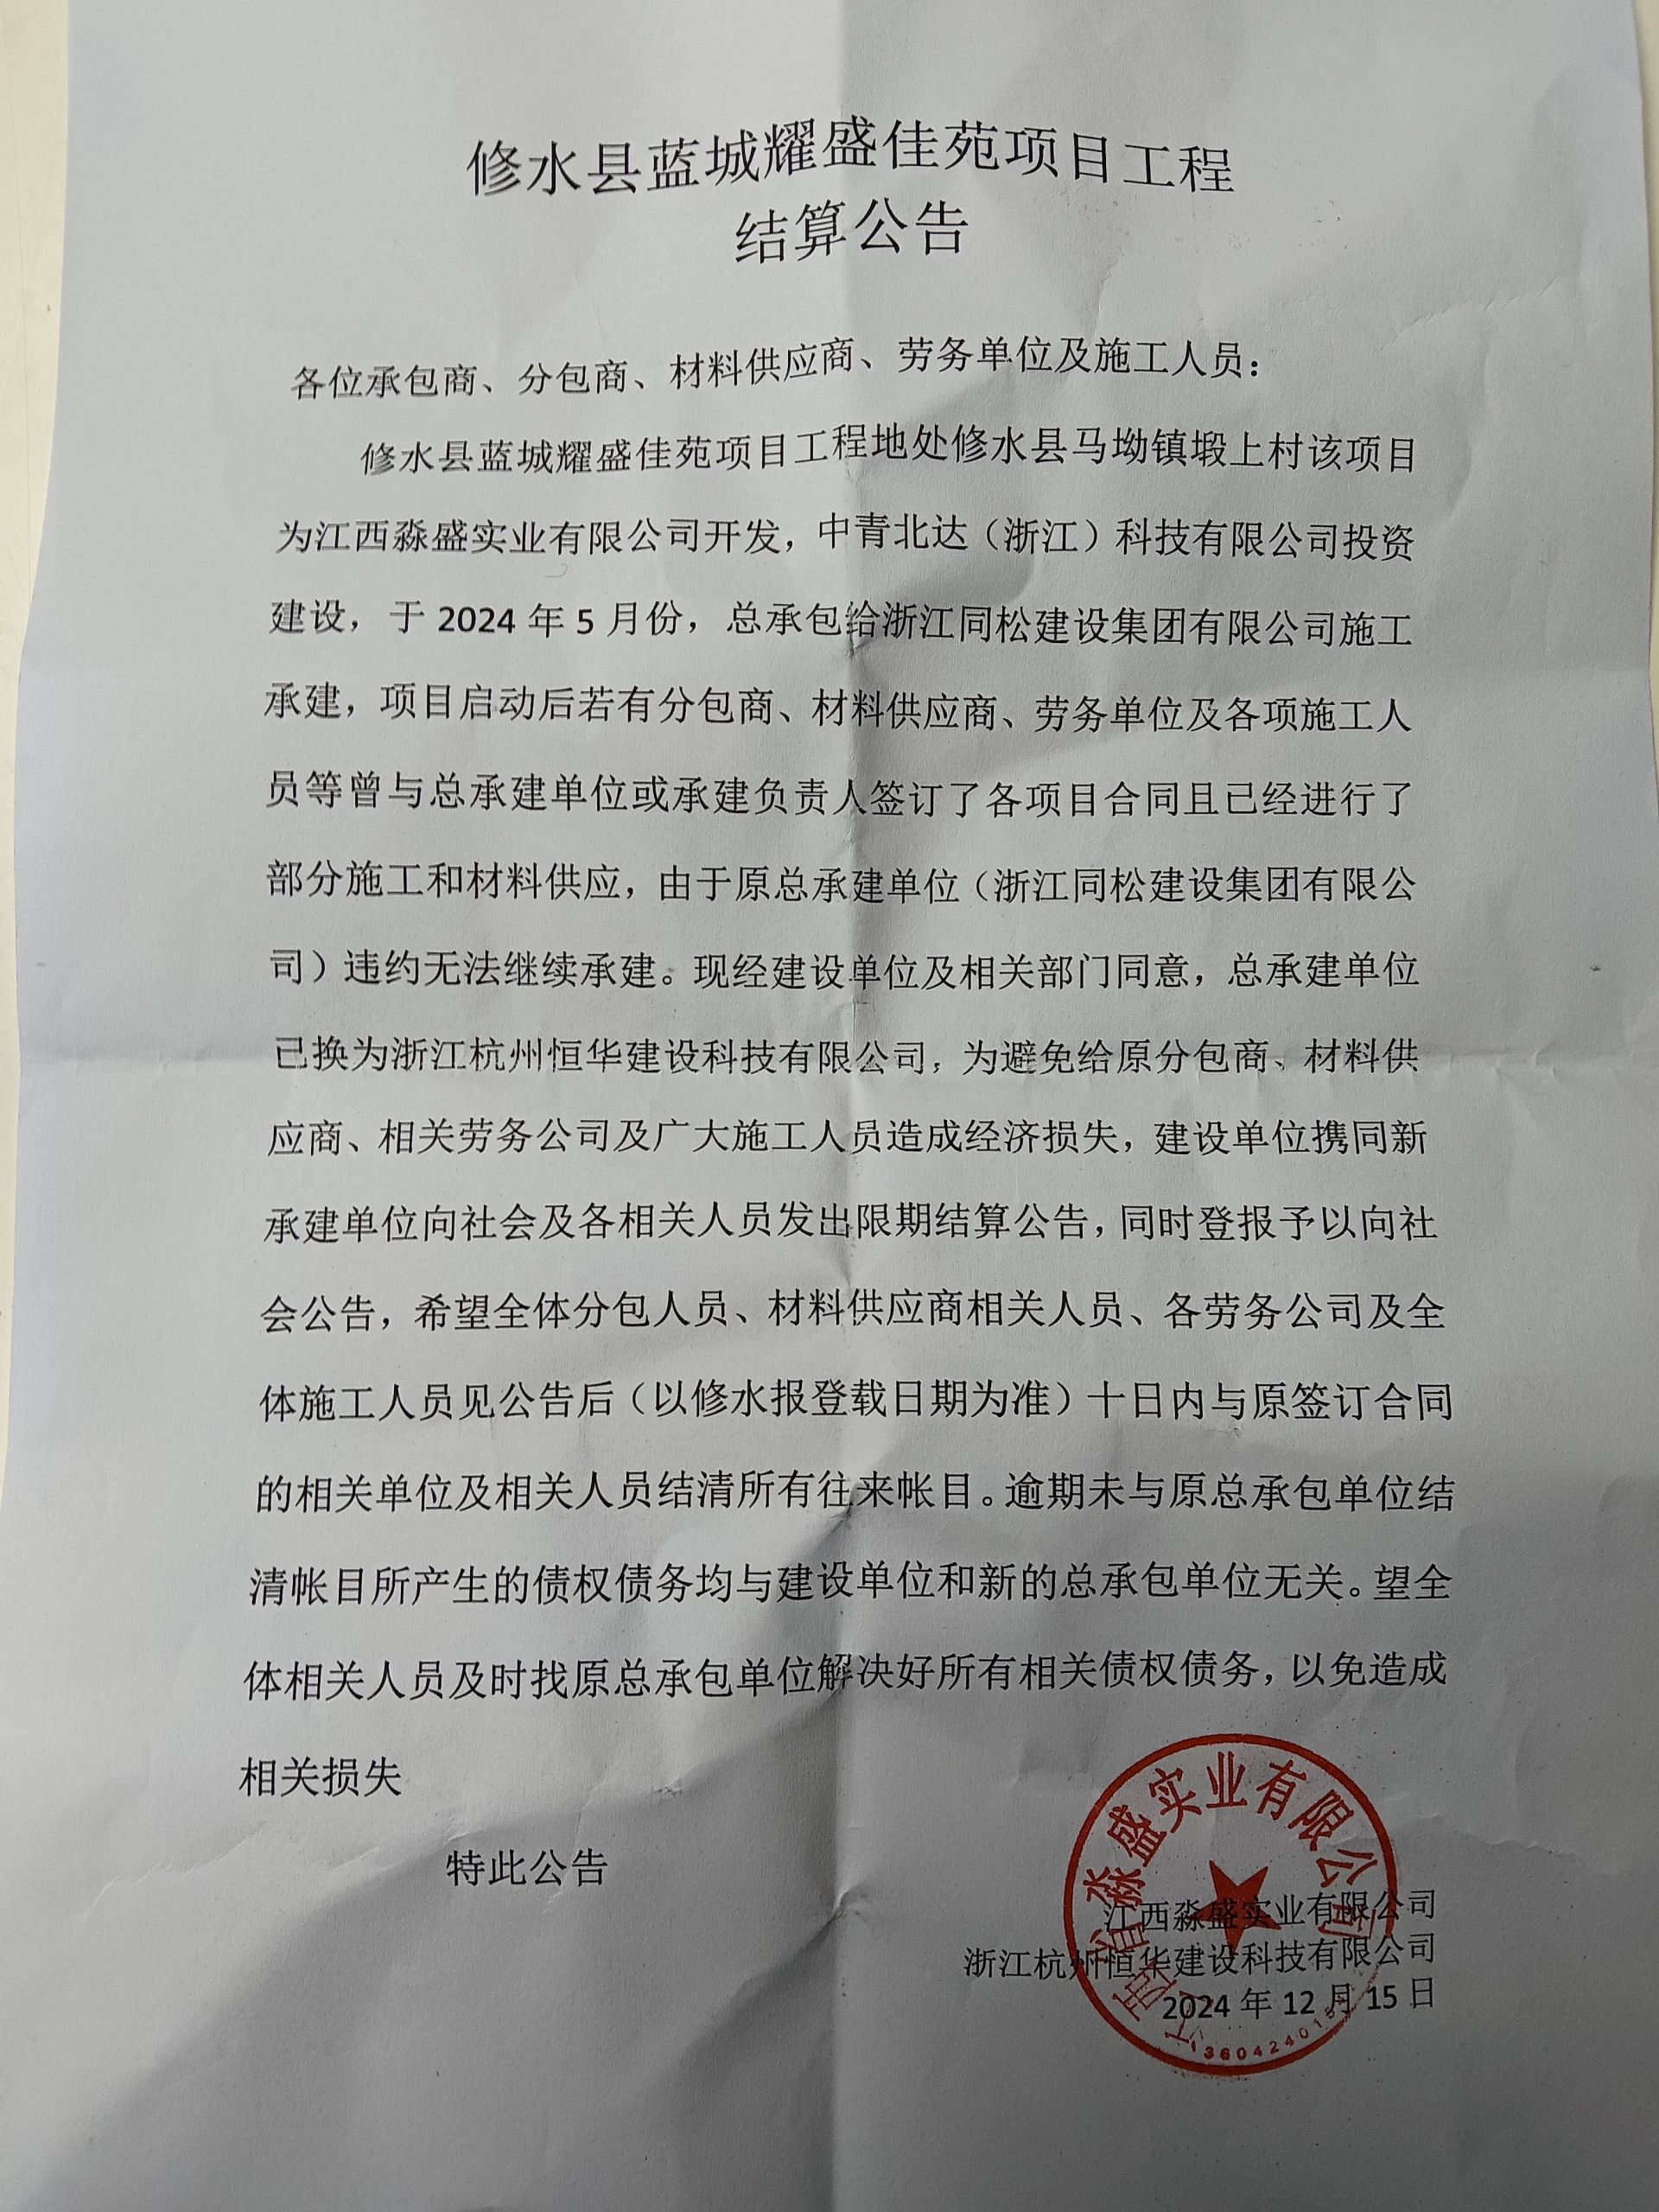 修水县蓝城耀盛佳苑项目工程
结算公告
各位承包商、分包商、材料供应商、劳务单位及施工人员：
修水县蓝城耀盛佳苑项目工程地处修水县马坳镇塅上村该项目
为江西淼盛实业有限公司开发，中青北达（浙江）科技有限公司投资
建设，于 2024 年 5 月份，总承包给浙江同松建设集团有限公司施工
承建，项目启动后若有分包商、材料供应商、劳务单位及各项施工人
员等曾与总承建单位或承建负责人签订了各项目合同且已经进行了
部分施工和材料供应，由于原总承建单位（浙江同松建设集团有限公
司）违约无法继续承建。现经建设单位及相关部门同意，总承建单位
已换为浙江杭州恒华建设科技有限公司，为避免给原分包商、材料供
应商、相关劳务公司及广大施工人员造成经济损失，建设单位携同新
承建单位向社会及各相关人员发出限期结算公告，同时登报予以向社
会公告，希望全体分包人员、材料供应商相关人员、各劳务公司及全
体施工人员见公告后（以修水报登载日期为准）十日内与原签订合同
的相关单位及相关人员结清所有往来帐目。逾期未与原总承包单位结
清帐目所产生的债权债务均与建设单位和新的总承包单位无关。望全
体相关人员及时找原总承包单位解决好所有相关债权债务，以免造成
相关损失
特此公告
江西淼盛实业有限公司
浙江杭州恒华建设科技有限公司
2024 年 12 月 15 日
江西省淼盛实业有限公司